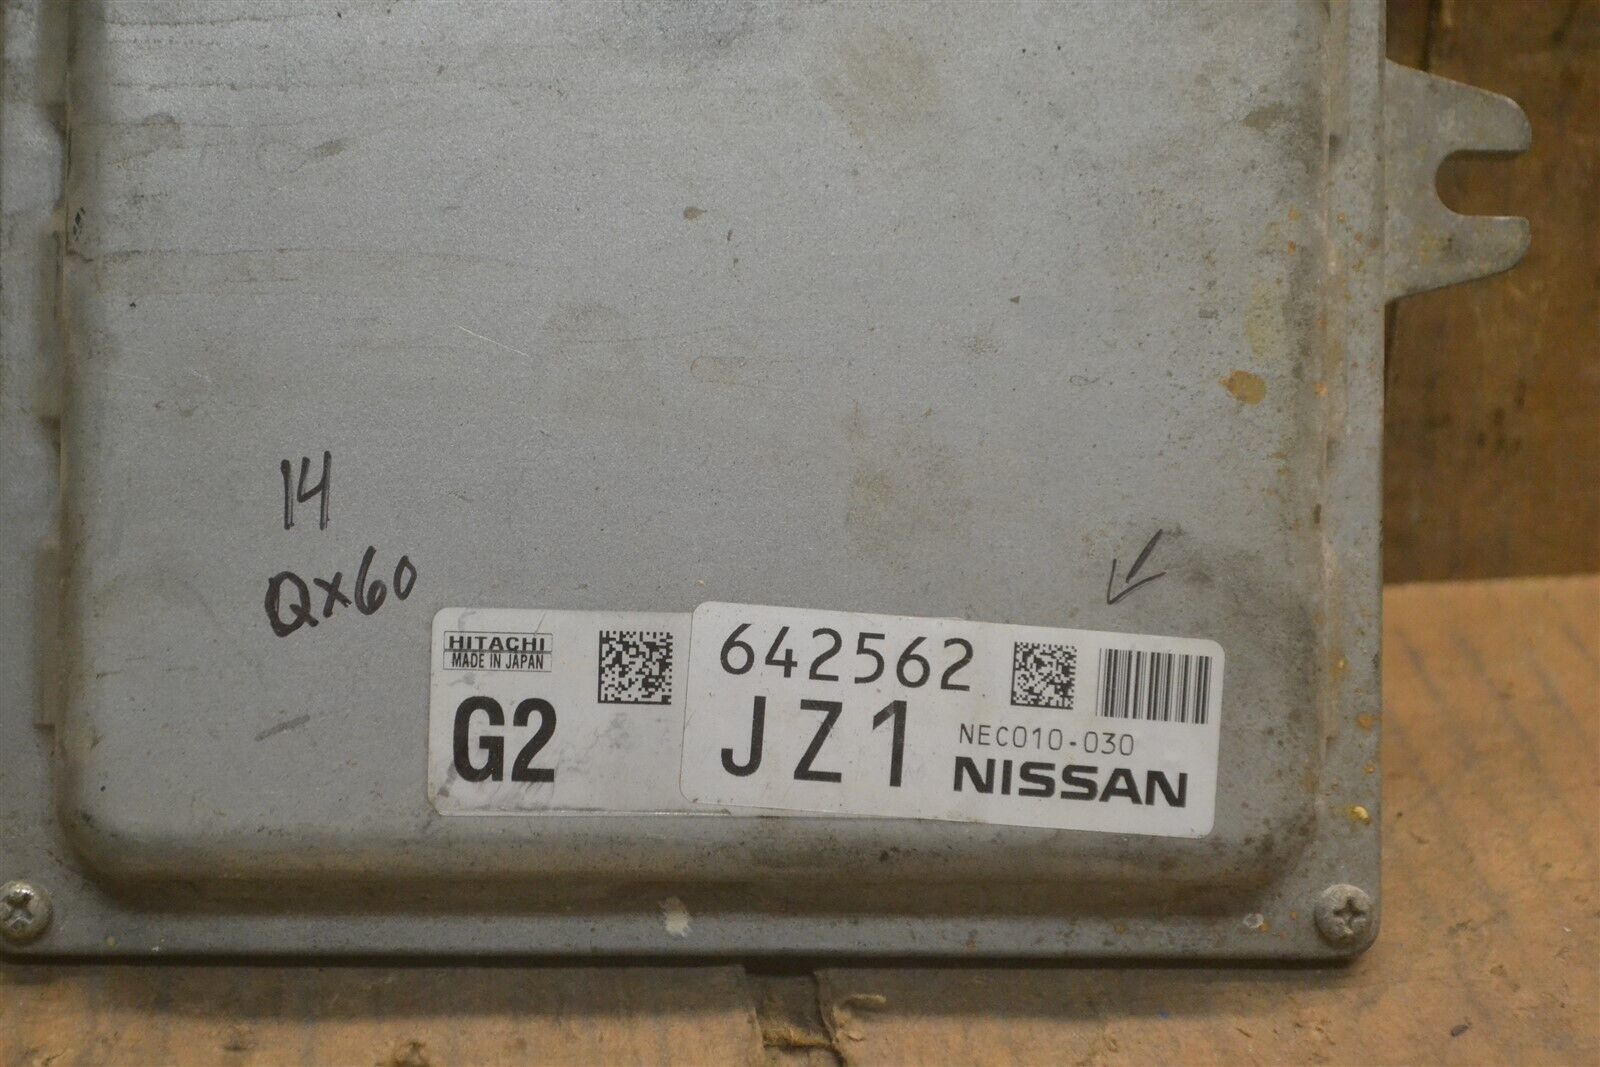 14
QX60
HITACHI
MADE IN JAPAN
G2
642562
JZ1
NEC010-030
NISSAN